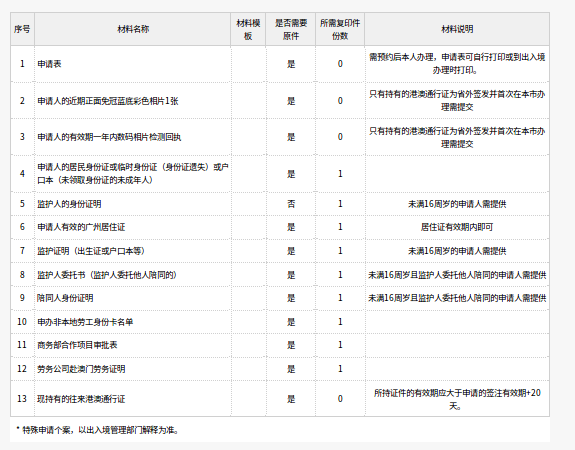 序号 材料名称 材料模板 是否需要原件 所需复印件份数 材料说明
1 申请表 是 0 需预约后本人办理，申请表可自行打印或到出入境
办理时打印。
2 申请人的近期正面免冠蓝底彩色相片1张 是 0 只有持有的港澳通行证为省外签发并首次在本市办
理需提交
3 申请人的有效期一年内数码相片检测回执 是 0 只有持有的港澳通行证为省外签发并首次在本市办
理需提交
4 申请人的居民身份证或临时身份证（身份证遗失）或户
口本（未领取身份证的未成年人） 是 1
5 监护人的身份证明 否 1 未满16周岁的申请人需提供
6 申请人有效的广州居住证 是 1 居住证有效期内即可
7 监护证明（出生证或户口本等） 是 1 未满16周岁的申请人需提供
8 监护人委托书（监护人委托他人陪同的） 是 1 未满16周岁且监护人委托他人陪同的申请人需提供
9 陪同人身份证明 是 1 未满16周岁且监护人委托他人陪同的申请人需提供
10 申办非本地劳工身份卡名单 是 1
11 商务部合作项目审批表 是 1
12 劳务公司赴澳门劳务证明 是 1
13 现持有的往来港澳通行证 是 0 所持证件的有效期应大于申请的签注有效期+20
天。
* 特殊申请个案，以出入境管理部门解释为准。